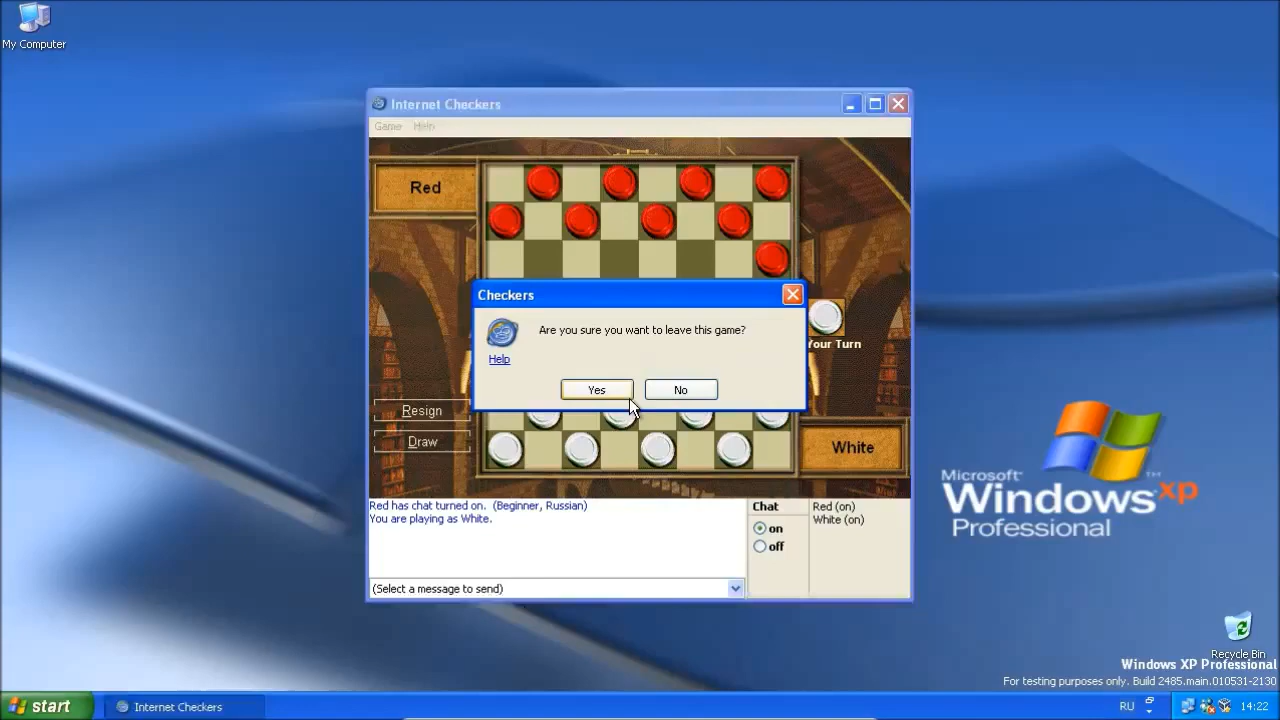 My Computer
Internet Checkers
Game Help
Red
Checkers
Are you sure you want to leave this game?
Help
Yes No
Your Turn
Resign
Draw
White
Red has chat turned on. (Beginner, Russian)
You are playing as White.
(Select a message to send)
Chat
on
off
Red (on)
White (on)
Microsoft
Windows xp
Professional
TM
Recycle Bin
Windows XP Professional
For testing purposes only. Build 2485.main.010531-2130
start
Internet Checkers
RU
14:22